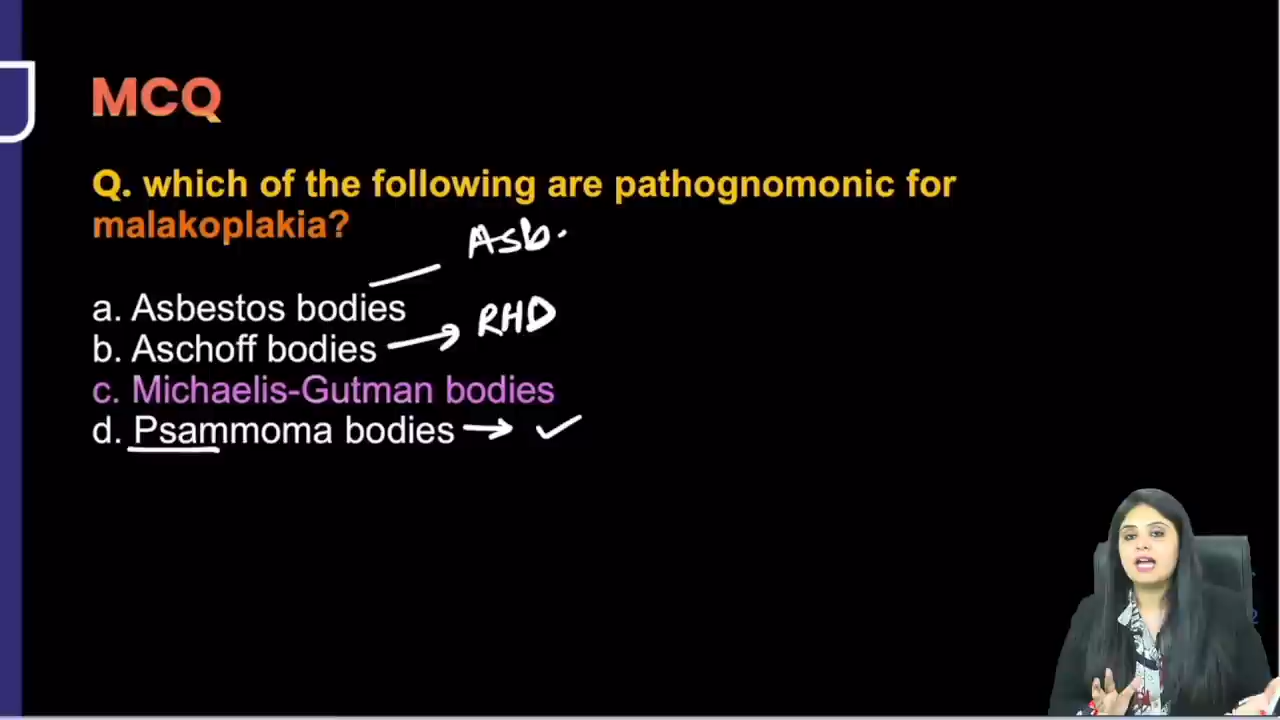 MCQ
Q. which of the following are pathognomonic for
malakoplakia?
Asb.
a. Asbestos bodies
RHD
b. Aschoff bodies
c. Michaelis-Gutman bodies
d. Psammoma bodies
2